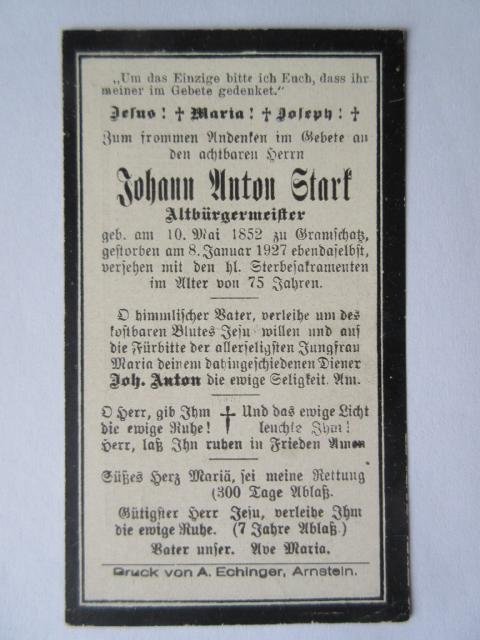 „Um das Einzige bitte ich Euch, dass ihr
meiner im Gebete gedenket.“
Jesus! † Maria! † Joseph! †
Zum frommen Andenken im Gebete an
den achtbaren Herrn
Johann Anton Stark
Altbürgermeister
geb. am 10. Mai 1852 zu Gramschatz,
gestorben am 8. Januar 1927 ebendaselbst,
versehen mit den hl. Sterbesakramenten
im Alter von 75 Jahren.
O himmlischer Vater, verleihe um des
kostbaren Blutes Jesu willen und auf
die Fürbitte der allerseligsten Jungfrau
Maria deinem dahingeschiedenen Diener
Joh. Anton die ewige Seligkeit. Am.
O Herr, gib Ihm † Und das ewige Licht
die ewige Ruhe! leuchte Ihm!
Herr, laß Ihn ruhen in Frieden Amen
Süßes Herz Mariä, sei meine Rettung
(300 Tage Ablaß.
Gütigster Herr Jesu, verleihe Ihm
die ewige Ruhe. (7 Jahre Ablaß.)
Vater unser. Ave Maria.
Druck von A. Echinger, Arnstein.